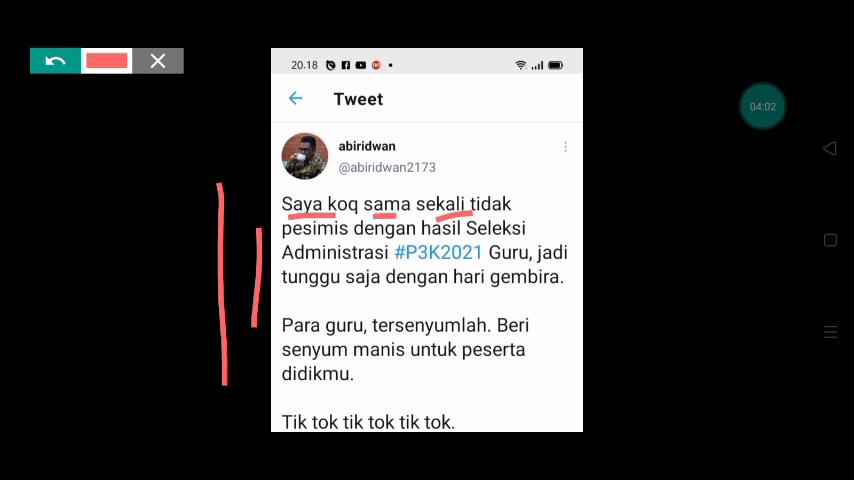 20.18
Tweet
04:02
abiridwan
@abiridwan2173
Saya koq sama sekali tidak
pesimis dengan hasil Seleksi
Administrasi #P3K2021 Guru, jadi
tunggu saja dengan hari gembira.
Para guru, tersenyumlah. Beri
senyum manis untuk peserta
didikmu.
Tik tok tik tok tik tok.